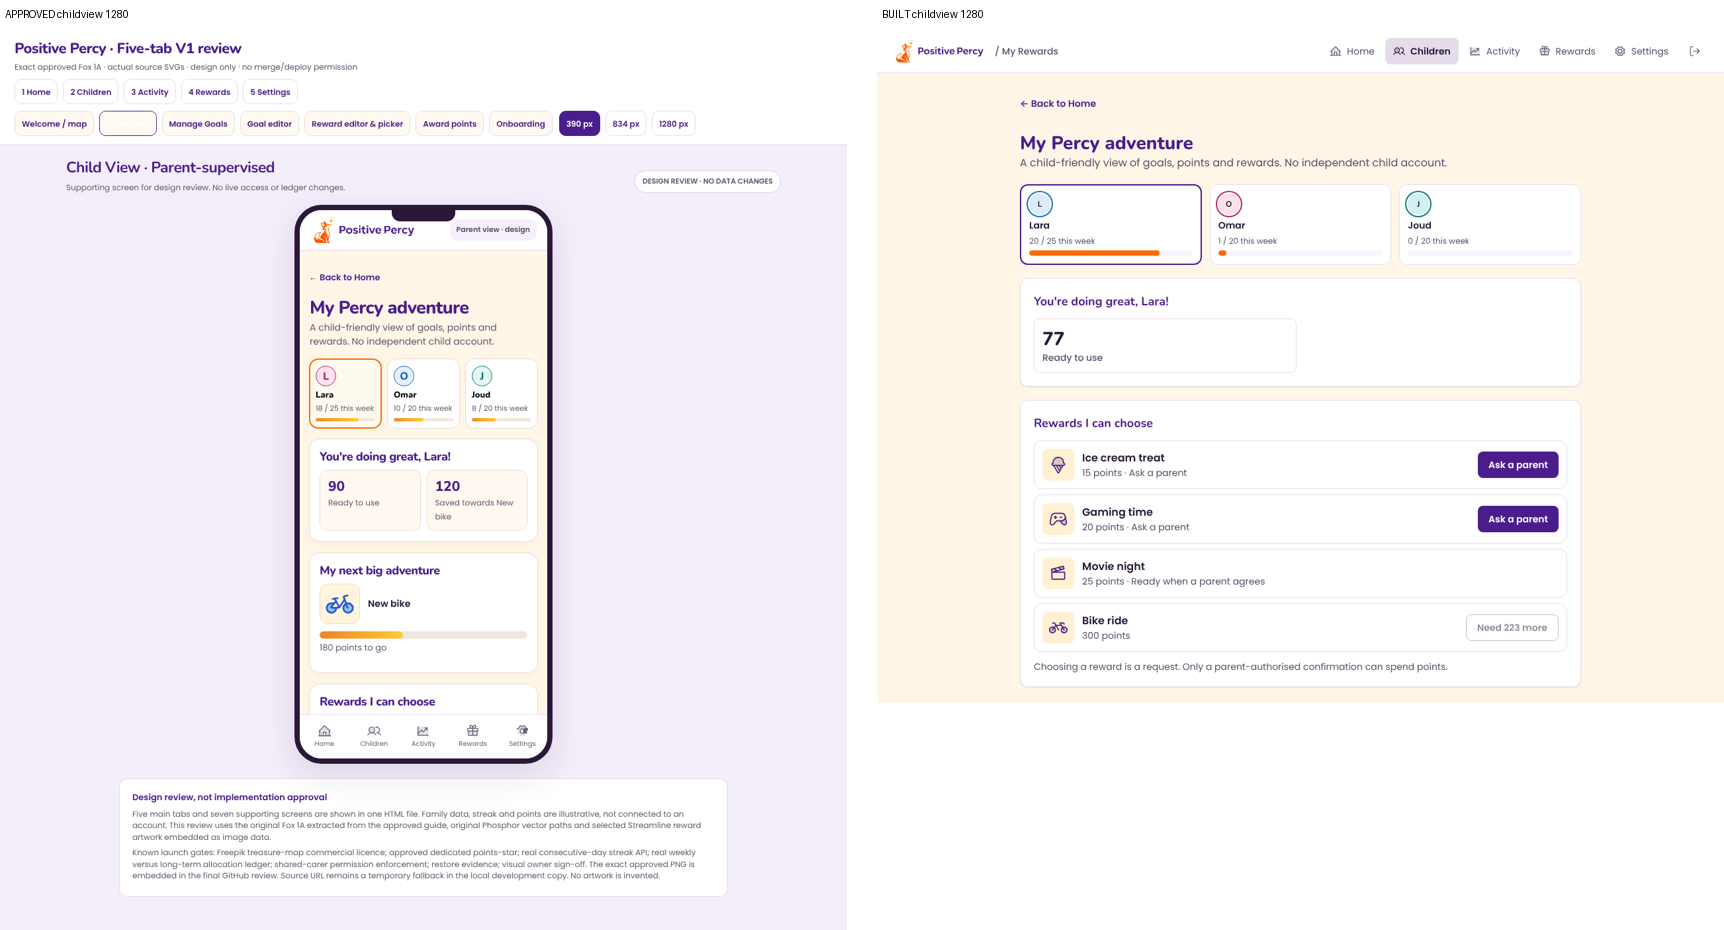 APPROVED childview 1280
Positive Percy · Five-tab V1 review
Exact approved Fox 1A · actual source SVGs · design only · no merge/deploy permission
1 Home
2 Children
3 Activity
4 Rewards
5 Settings
Welcome / map
Manage Goals
Goal editor
Reward editor & picker
Award points
Onboarding
390 px
834 px
1280 px
Child View · Parent-supervised
Supporting screen for design review. No live access or ledger changes.
DESIGN REVIEW · NO DATA CHANGES
Positive Percy
Parent view · design
← Back to Home
My Percy adventure
A child-friendly view of goals, points and
rewards. No independent child account.
L
Lara
18 / 25 this week
O
Omar
10 / 20 this week
J
Joud
8 / 20 this week
You're doing great, Lara!
90
Ready to use
120
Saved towards New
bike
My next big adventure
New bike
180 points to go
Rewards I can choose
Home
Children
Activity
Rewards
Settings
Design review, not implementation approval
Five main tabs and seven supporting screens are shown in one HTML file. Family data, streak and points are illustrative, not connected to an
account. This review uses the original Fox 1A extracted from the approved guide, original Phosphor vector paths and selected Streamline reward
artwork embedded as image data.
Known launch gates: Freepik treasure-map commercial licence; approved dedicated points-star; real consecutive-day streak API; real weekly
versus long-term allocation ledger; shared-carer permission enforcement; restore evidence; visual owner sign-off. The exact approved PNG is
embedded in the final GitHub review. Source URL remains a temporary fallback in the local development copy. No artwork is invented.
BUILT childview 1280
Positive Percy
/ My Rewards
Home
Children
Activity
Rewards
Settings
← Back to Home
My Percy adventure
A child-friendly view of goals, points and rewards. No independent child account.
L
Lara
20 / 25 this week
O
Omar
1 / 20 this week
J
Joud
0 / 20 this week
You're doing great, Lara!
77
Ready to use
Rewards I can choose
Ice cream treat
15 points · Ask a parent
Ask a parent
Gaming time
20 points · Ask a parent
Ask a parent
Movie night
25 points · Ready when a parent agrees
Bike ride
300 points
Need 223 more
Choosing a reward is a request. Only a parent-authorised confirmation can spend points.